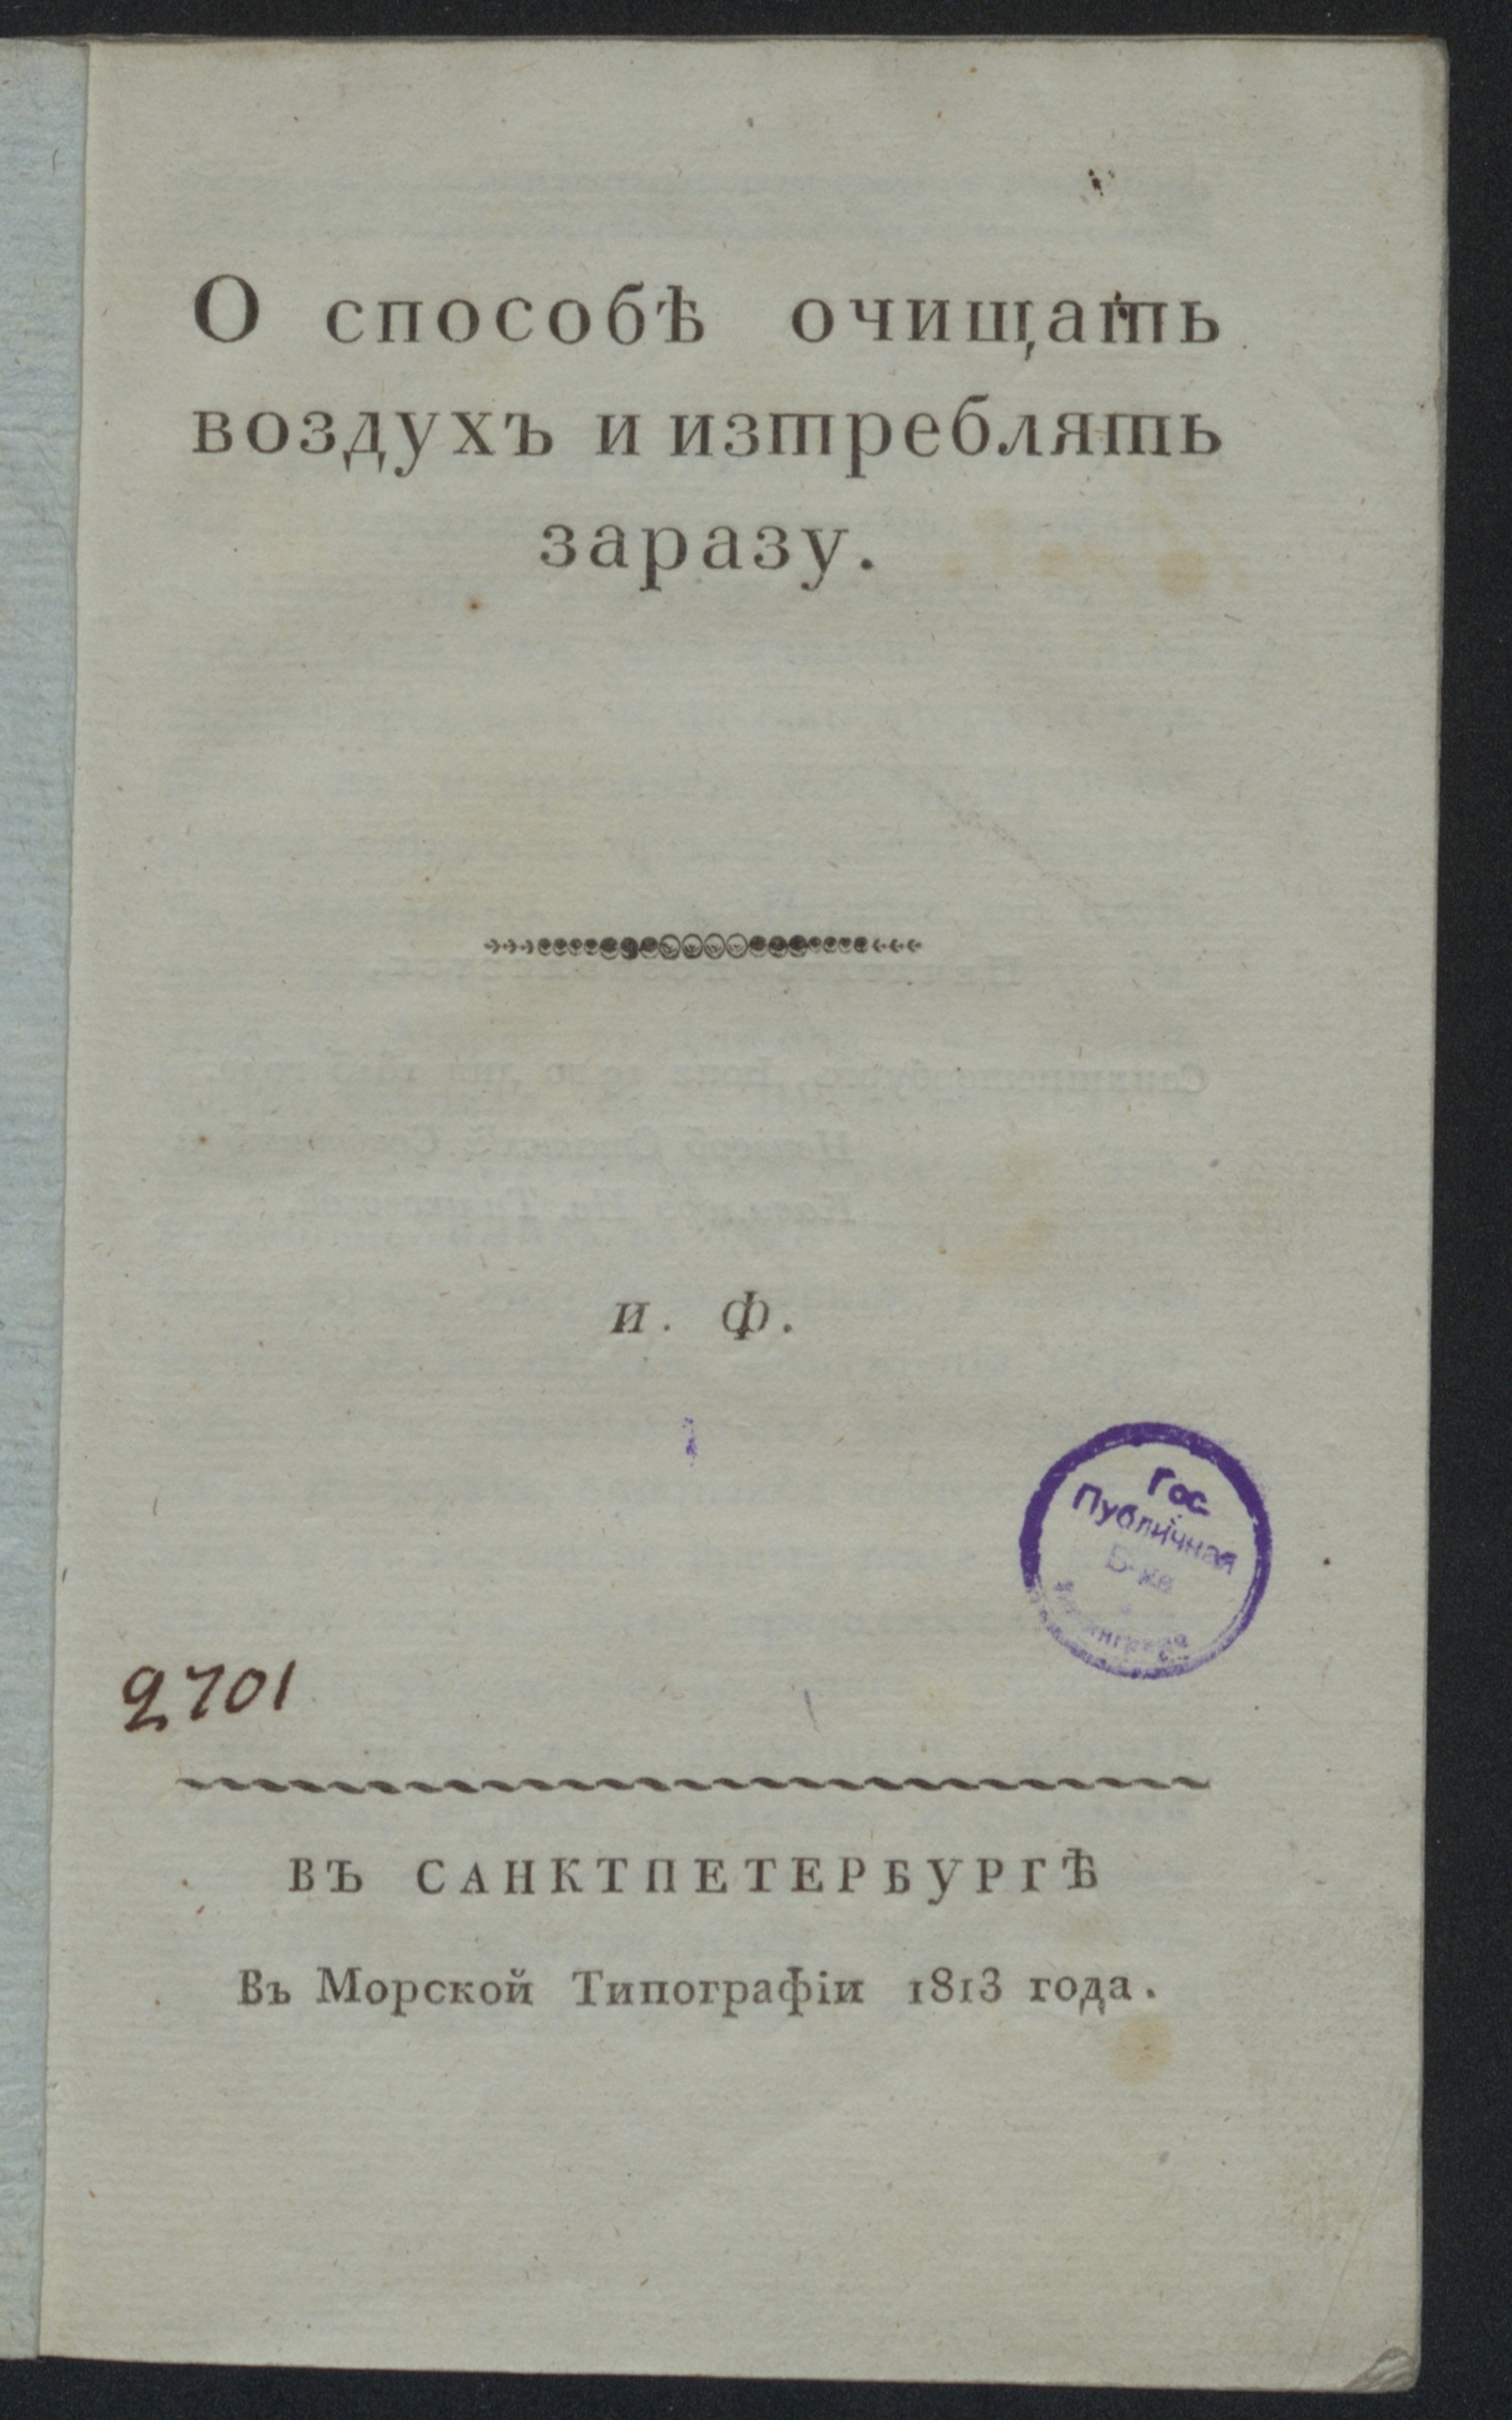 О способѣ очищать
воздухъ и изтреблять
заразу.
И. Ф.
Гос.
Публичная
Б-ка
2701
ВЪ САНКТПЕТЕРБУРГѢ
Въ Морской Типографіи 1813 года.